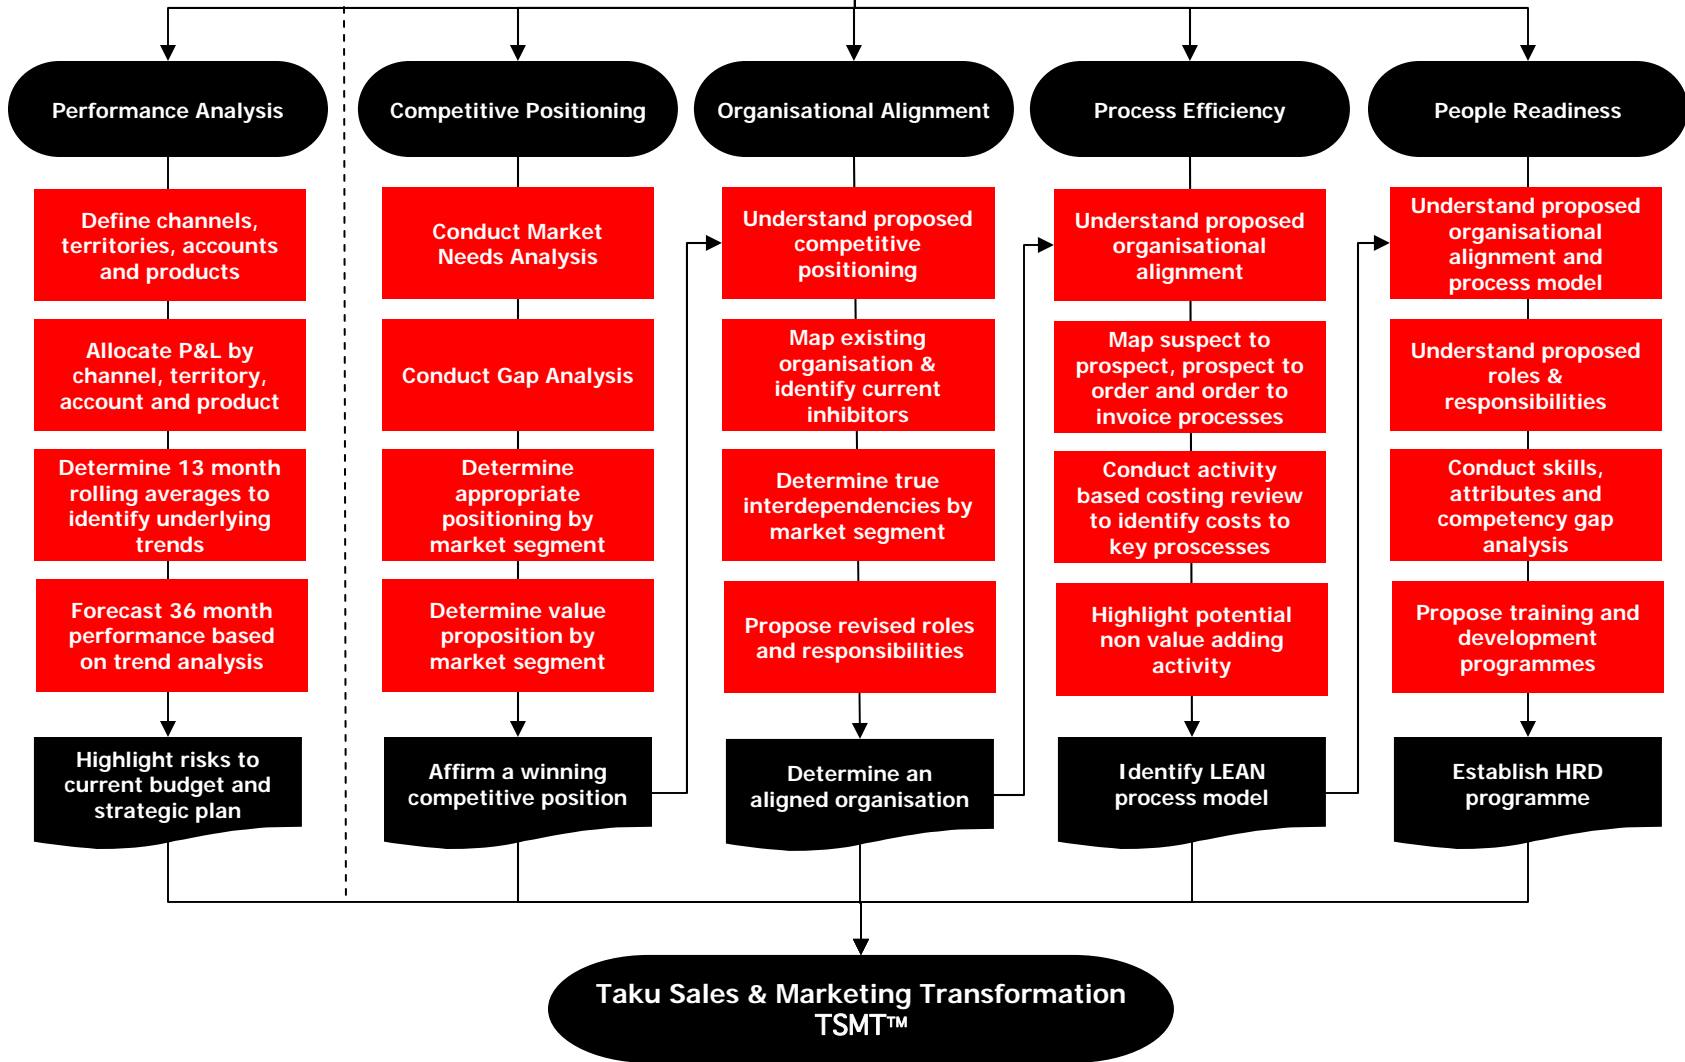 Performance Analysis
Competitive Positioning
Organisational Alignment
Process Efficiency
People Readiness
Define channels,
territories, accounts
and products
Allocate P&L by
channel, territory,
account and product
Determine 13 month
rolling averages to
identify underlying
trends
Forecast 36 month
performance based
on trend analysis
Highlight risks to
current budget and
strategic plan
Conduct Market
Needs Analysis
Conduct Gap Analysis
Determine
appropriate
positioning by
market segment
Determine value
proposition by
market segment
Affirm a winning
competitive position
Understand proposed
competitive
positioning
Map existing
organisation &
identify current
inhibitors
Determine true
interdependencies by
market segment
Propose revised roles
and responsibilities
Determine an
aligned organisation
Understand proposed
organisational
alignment
Map suspect to
prospect, prospect to
order and order to
invoice processes
Conduct activity
based costing review
to identify costs to
key proscesses
Highlight potential
non value adding
activity
Identify LEAN
process model
Understand proposed
organisational
alignment and
process model
Understand proposed
roles &
responsibilities
Conduct skills,
attributes and
competency gap
analysis
Propose training and
development
programmes
Establish HRD
programme
Taku Sales & Marketing Transformation
TSMT™